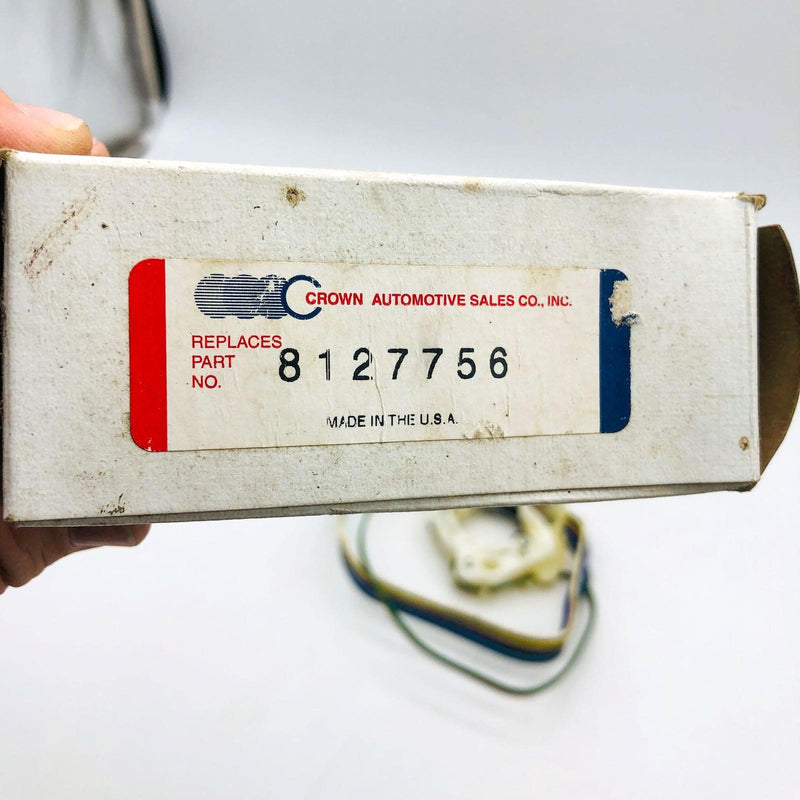 CROWN AUTOMOTIVE SALES CO., INC.
REPLACES
PART
NO.
8127756
MADE IN THE U.S.A.